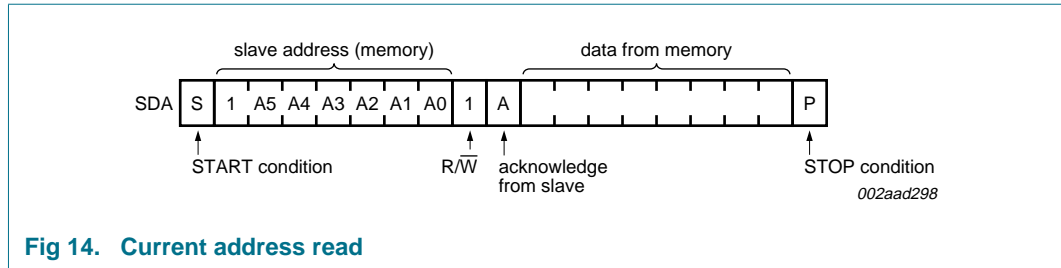 slave address (memory) data from memory
SDA S 1 A5 A4 A3 A2 A1 A0 1 A P
START condition R/W̅ acknowledge STOP condition
from slave
002aad298
Fig 14. Current address read